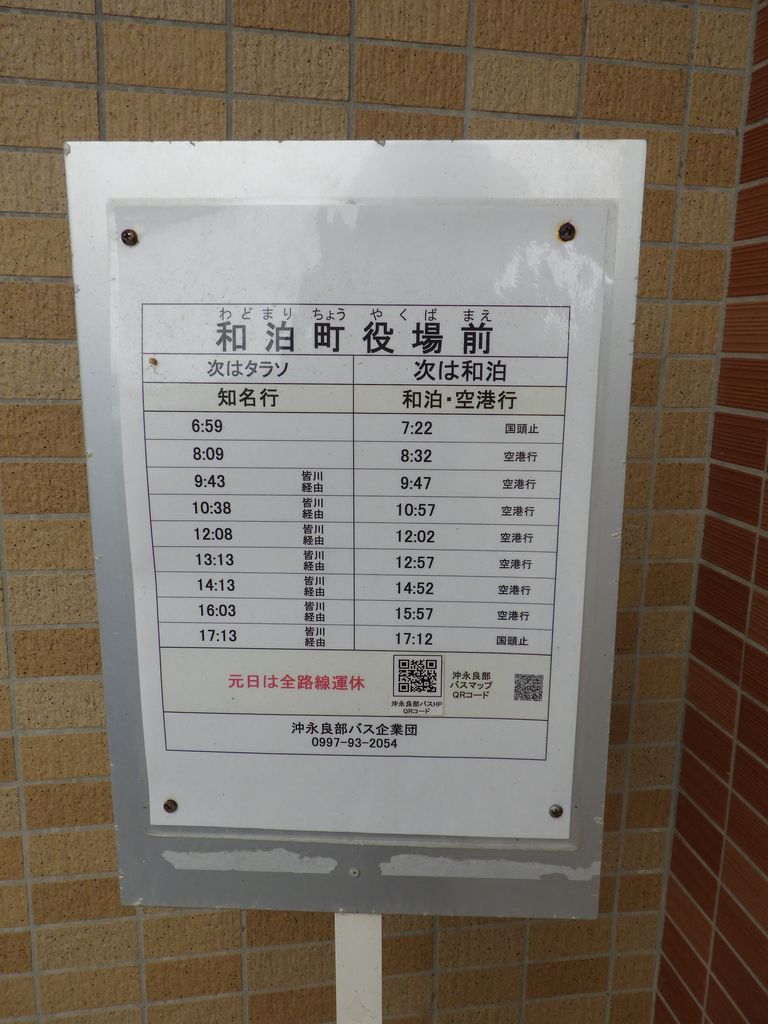 わどまり ちょう やくば まえ
和泊町役場前
次はタラソ 次は和泊
知名行 和泊・空港行
6:59 7:22 国頭止
8:09 8:32 空港行
9:43 皆川経由 9:47 空港行
10:38 皆川経由 10:57 空港行
12:08 皆川経由 12:02 空港行
13:13 皆川経由 12:57 空港行
14:13 皆川経由 14:52 空港行
16:03 皆川経由 15:57 空港行
17:13 皆川経由 17:12 国頭止
元日は全路線運休
沖永良部バスHP
QRコード
沖永良部
バスマップ
QRコード
沖永良部バス企業団
0997-93-2054